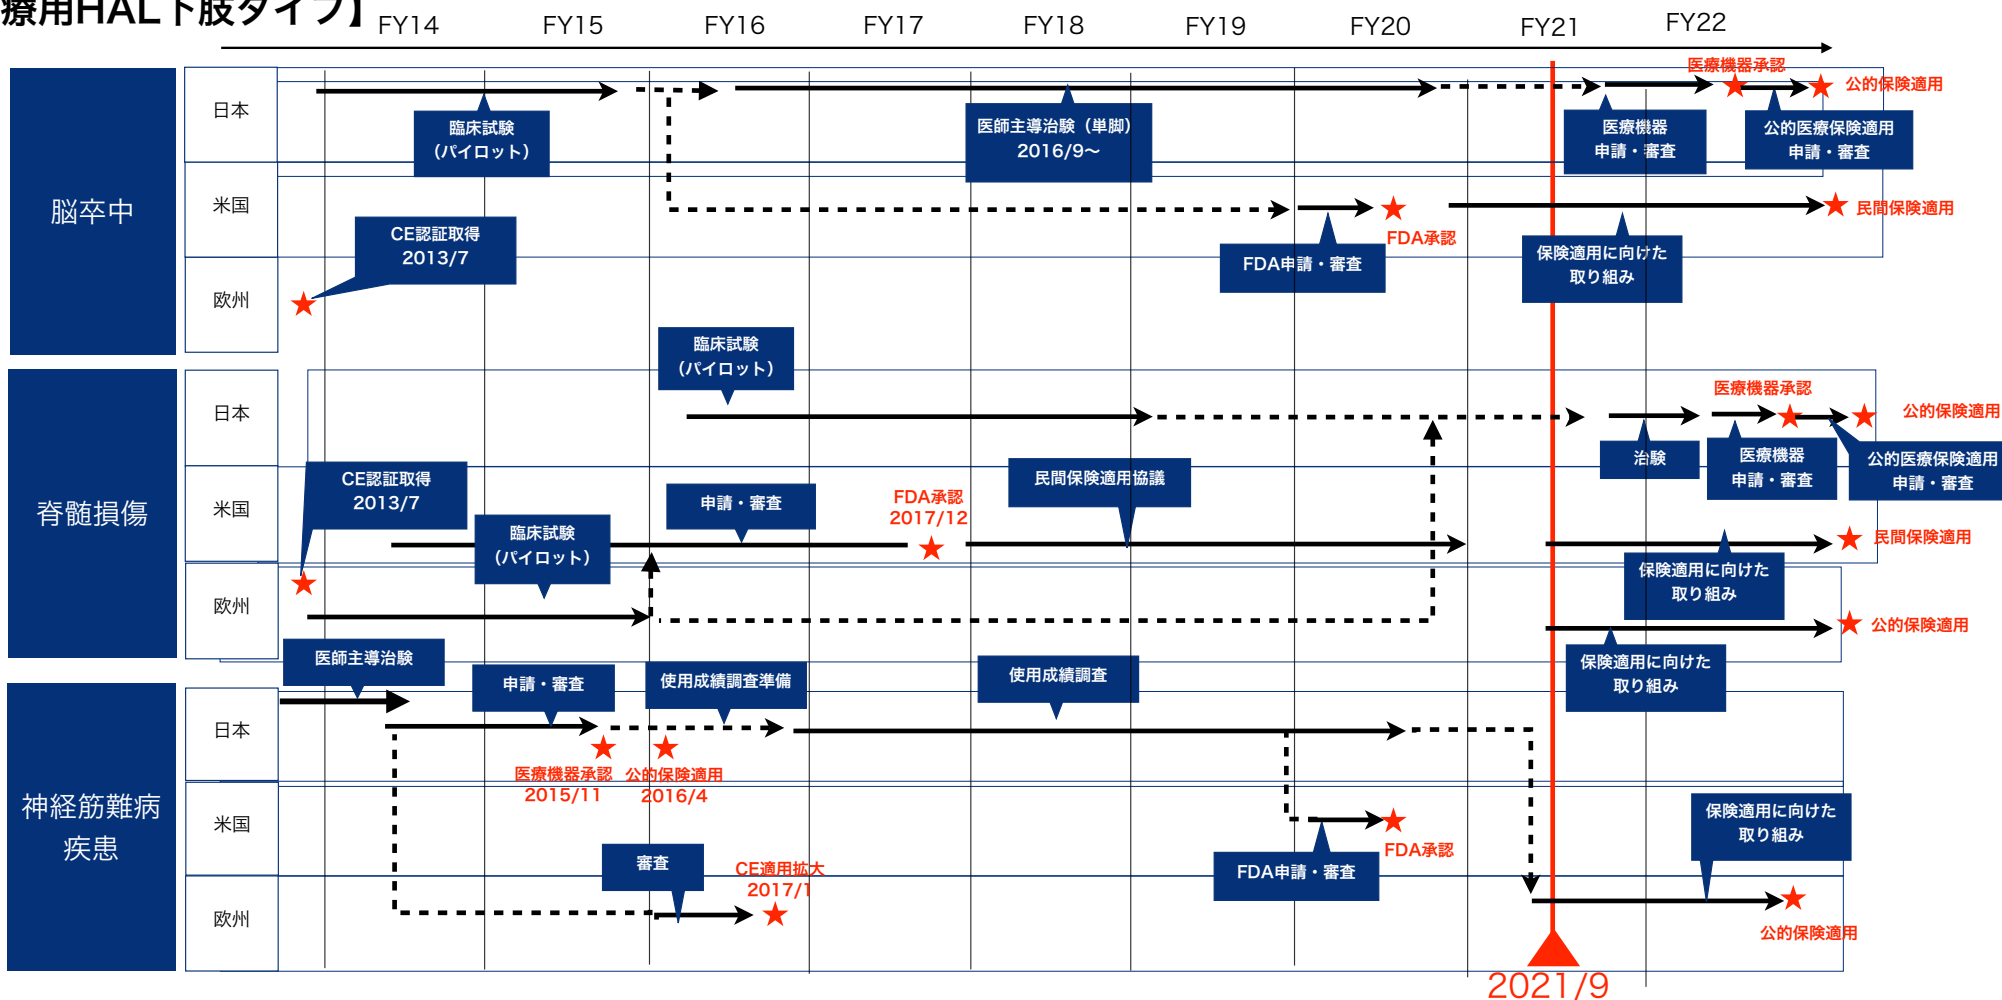 療用HAL下肢タイプ】
FY14
FY15
FY16
FY17
FY18
FY19
FY20
FY21
FY22
脳卒中
日本
臨床試験
(パイロット)
医師主導治験（単脚）
2016/9～
医療機器
申請・審査
医療機器承認
公的医療保険適用
申請・審査
公的保険適用
米国
FDA申請・審査
FDA承認
保険適用に向けた
取り組み
民間保険適用
欧州
CE認証取得
2013/7
脊髄損傷
日本
臨床試験
(パイロット)
治験
医療機器
申請・審査
医療機器承認
公的医療保険適用
申請・審査
公的保険適用
米国
申請・審査
FDA承認
2017/12
民間保険適用協議
保険適用に向けた
取り組み
民間保険適用
欧州
CE認証取得
2013/7
臨床試験
(パイロット)
保険適用に向けた
取り組み
公的保険適用
神経筋難病
疾患
日本
医師主導治験
申請・審査
医療機器承認
2015/11
使用成績調査準備
公的保険適用
2016/4
使用成績調査
米国
FDA申請・審査
FDA承認
欧州
審査
CE適用拡大
2017/1
保険適用に向けた
取り組み
公的保険適用
2021/9